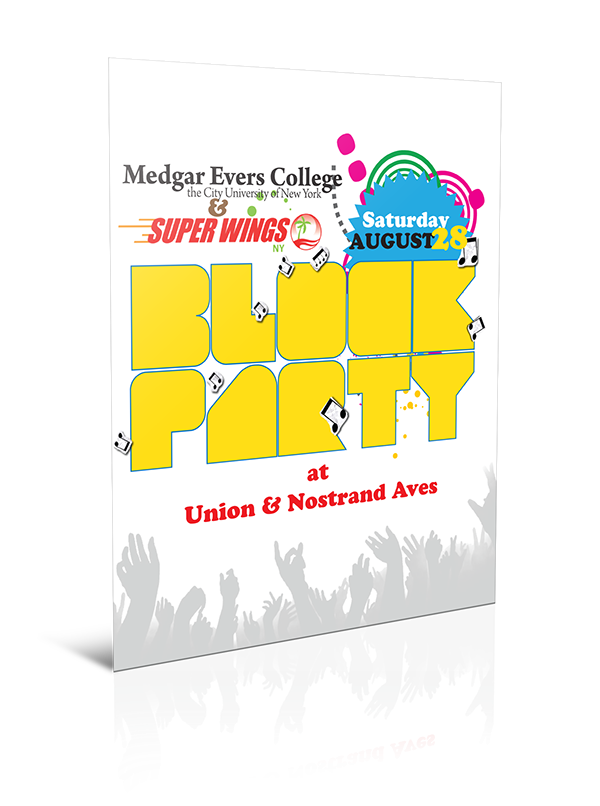 Medgar Evers College
the City University of New York
&
SUPER WINGS
NY
Saturday
AUGUST 28
BLOCK
PARTY
at
Union & Nostrand Aves